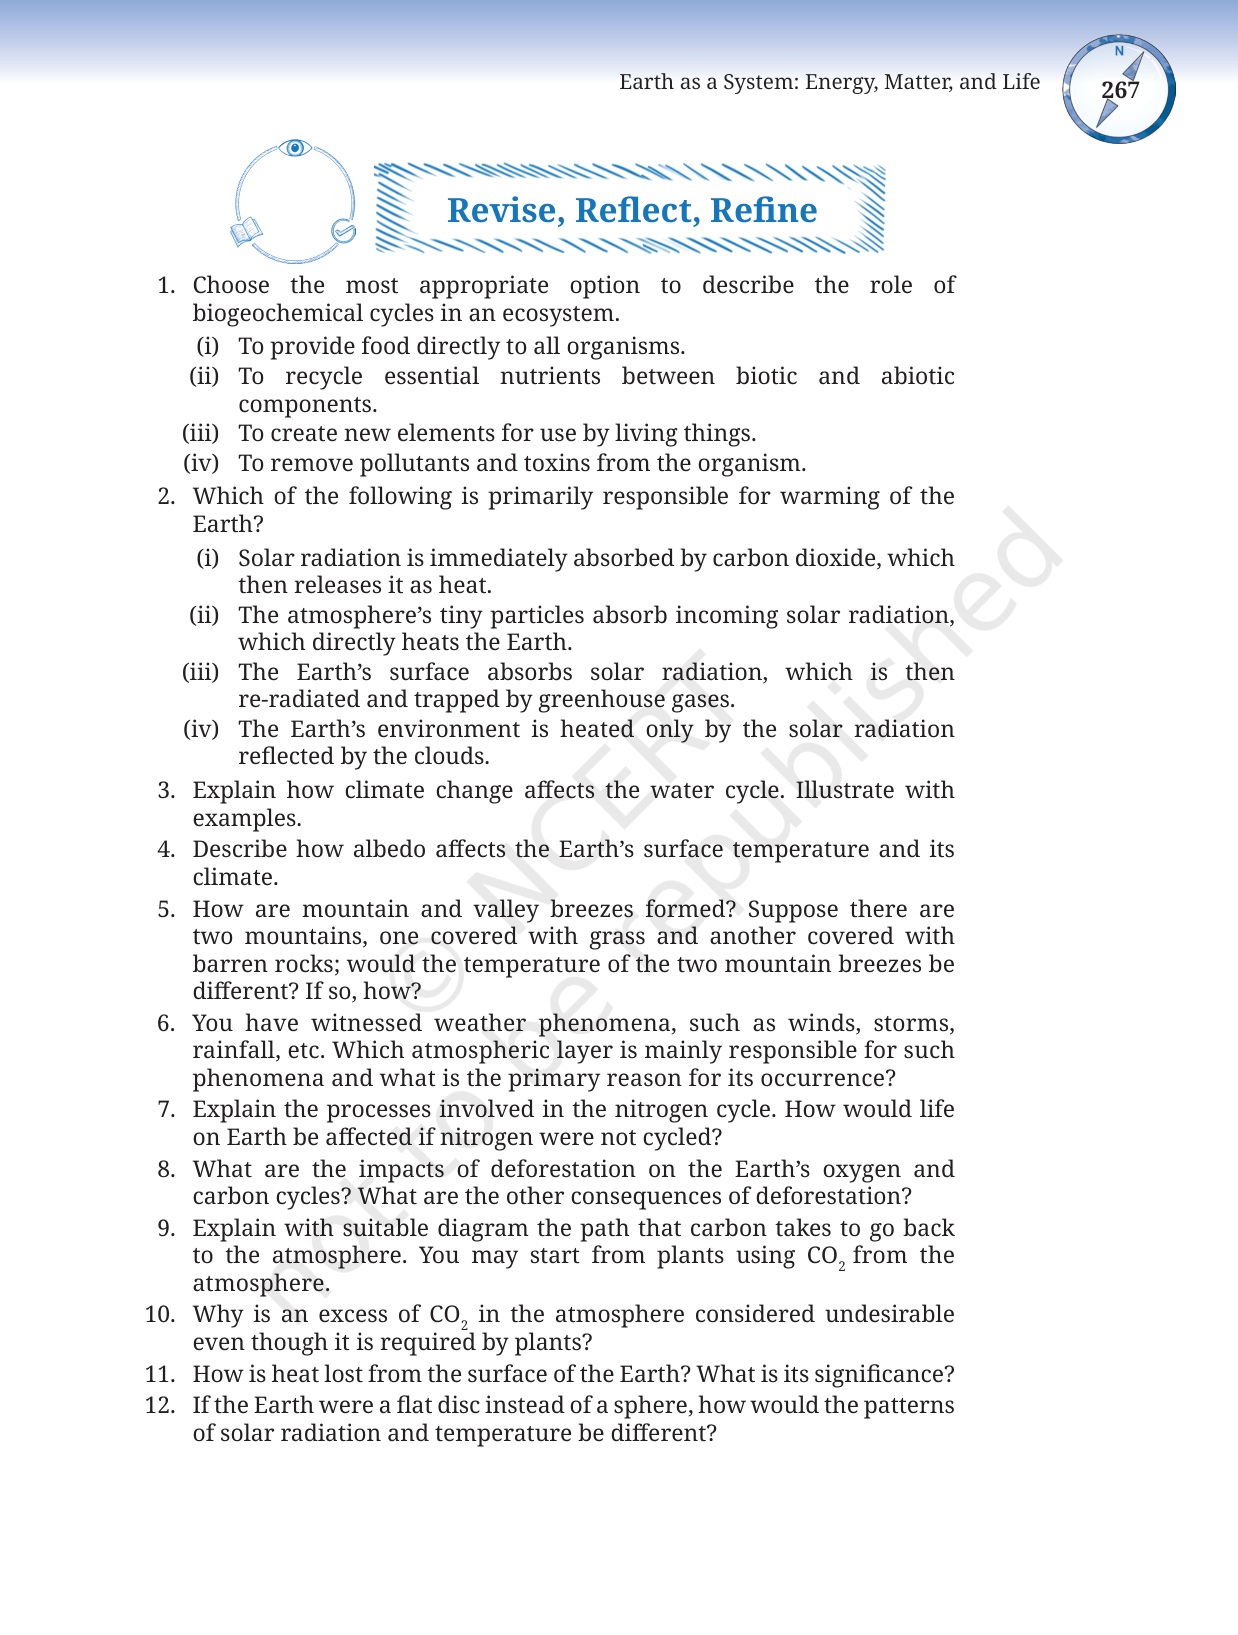 Earth as a System: Energy, Matter, and Life
N
267
Revise, Reflect, Refine
1. Choose the most appropriate option to describe the role of
biogeochemical cycles in an ecosystem.
(i) To provide food directly to all organisms.
(ii) To recycle essential nutrients between biotic and abiotic
components.
(iii) To create new elements for use by living things.
(iv) To remove pollutants and toxins from the organism.
2. Which of the following is primarily responsible for warming of the
Earth?
(i) Solar radiation is immediately absorbed by carbon dioxide, which
then releases it as heat.
(ii) The atmosphere’s tiny particles absorb incoming solar radiation,
which directly heats the Earth.
(iii) The Earth’s surface absorbs solar radiation, which is then
re-radiated and trapped by greenhouse gases.
(iv) The Earth’s environment is heated only by the solar radiation
reflected by the clouds.
3. Explain how climate change affects the water cycle. Illustrate with
examples.
4. Describe how albedo affects the Earth’s surface temperature and its
climate.
5. How are mountain and valley breezes formed? Suppose there are
two mountains, one covered with grass and another covered with
barren rocks; would the temperature of the two mountain breezes be
different? If so, how?
6. You have witnessed weather phenomena, such as winds, storms,
rainfall, etc. Which atmospheric layer is mainly responsible for such
phenomena and what is the primary reason for its occurrence?
7. Explain the processes involved in the nitrogen cycle. How would life
on Earth be affected if nitrogen were not cycled?
8. What are the impacts of deforestation on the Earth’s oxygen and
carbon cycles? What are the other consequences of deforestation?
9. Explain with suitable diagram the path that carbon takes to go back
to the atmosphere. You may start from plants using CO₂ from the
atmosphere.
10. Why is an excess of CO₂ in the atmosphere considered undesirable
even though it is required by plants?
11. How is heat lost from the surface of the Earth? What is its significance?
12. If the Earth were a flat disc instead of a sphere, how would the patterns
of solar radiation and temperature be different?
© NCERT
not to be republished